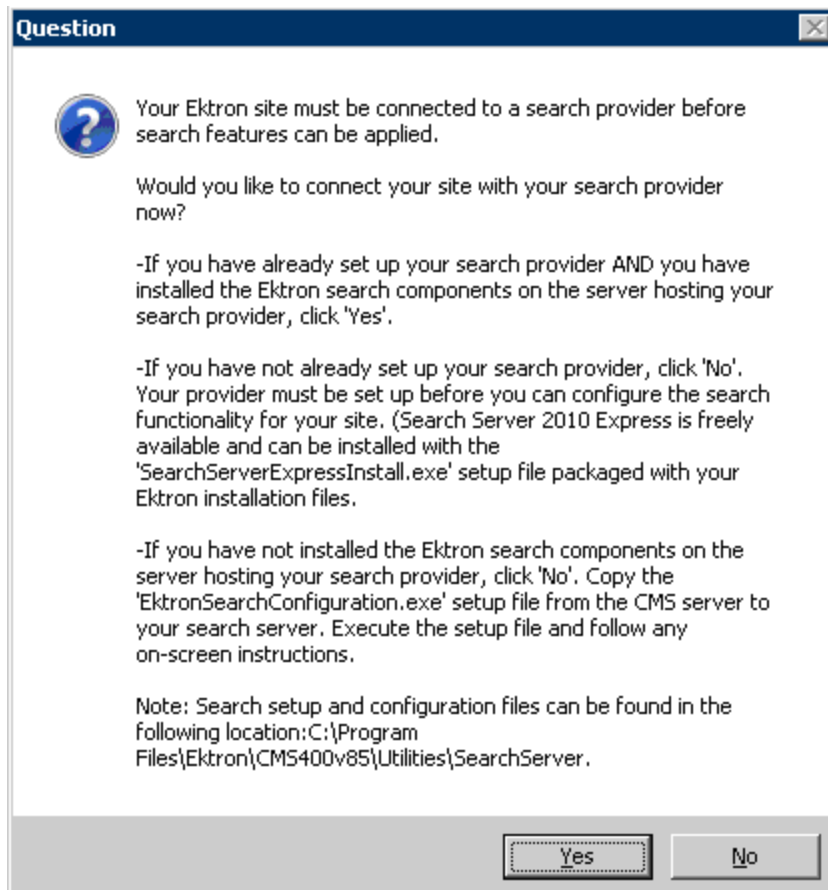 Question
Your Ektron site must be connected to a search provider before
search features can be applied.
Would you like to connect your site with your search provider
now?
-If you have already set up your search provider AND you have
installed the Ektron search components on the server hosting your
search provider, click 'Yes'.
-If you have not already set up your search provider, click 'No'.
Your provider must be set up before you can configure the search
functionality for your site. (Search Server 2010 Express is freely
available and can be installed with the
'SearchServerExpressInstall.exe' setup file packaged with your
Ektron installation files.
-If you have not installed the Ektron search components on the
server hosting your search provider, click 'No'. Copy the
'EktronSearchConfiguration.exe' setup file from the CMS server to
your search server. Execute the setup file and follow any
on-screen instructions.
Note: Search setup and configuration files can be found in the
following location:C:\Program
Files\Ektron\CMS400v85\Utilities\SearchServer.
Yes
No